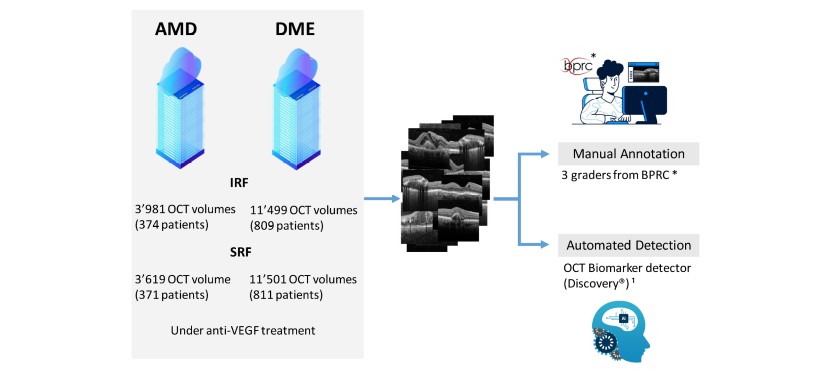 AMD DME
IRF
3’981 OCT volumes 11’499 OCT volumes
(374 patients) (809 patients)
SRF
3’619 OCT volume 11’501 OCT volumes
(371 patients) (811 patients)
Under anti-VEGF treatment
bprc *
Manual Annotation
3 graders from BPRC *
Automated Detection
OCT Biomarker detector
(Discovery®) ¹
Ai